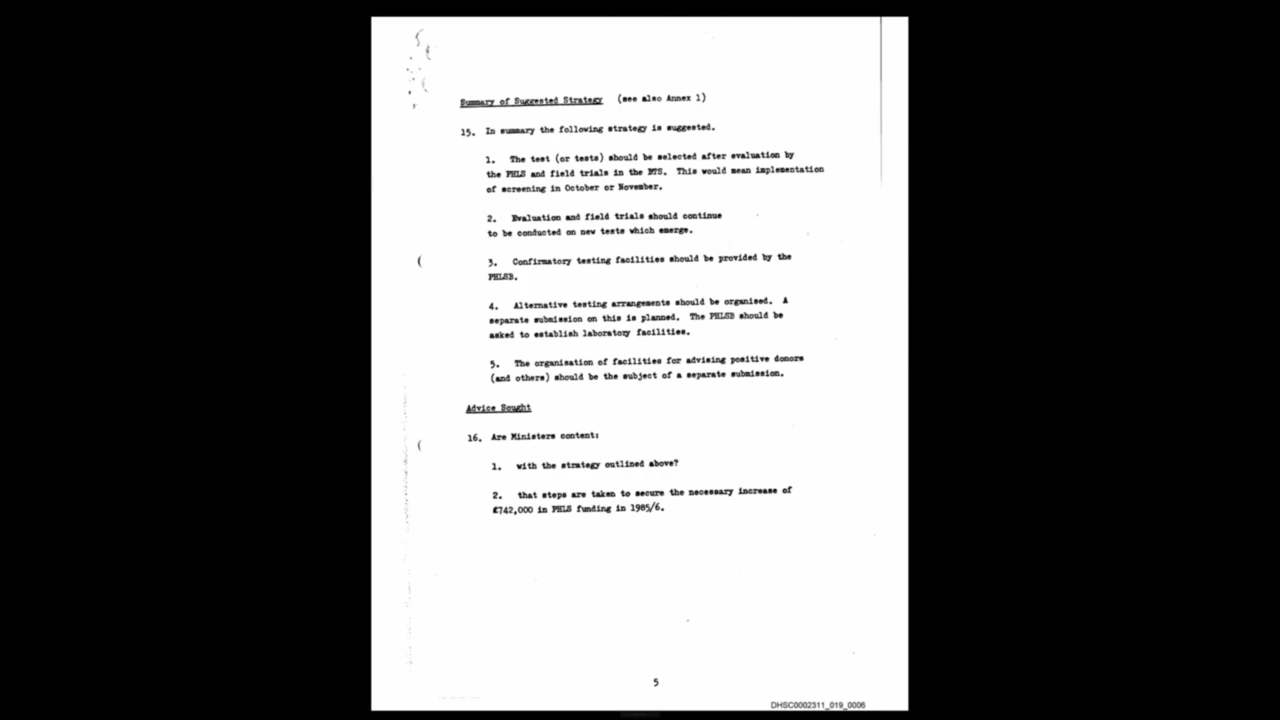 Summary of Suggested Strategy (see also Annex 1)
15. In summary the following strategy is suggested.
1. The test (or tests) should be selected after evaluation by
the PHLS and field trials in the BTS. This would mean implementation
of screening in October or November.
2. Evaluation and field trials should continue
to be conducted on new tests which emerge.
3. Confirmatory testing facilities should be provided by the
PHLSB.
4. Alternative testing arrangements should be organised. A
separate submission on this is planned. The PHLSB should be
asked to establish laboratory facilities.
5. The organisation of facilities for advising positive donors
(and others) should be the subject of a separate submission.
Advice Sought
16. Are Ministers content:
1. with the strategy outlined above?
2. that steps are taken to secure the necessary increase of
£742,000 in PHLS funding in 1985/6.
5
DHSC0002311_019_0006